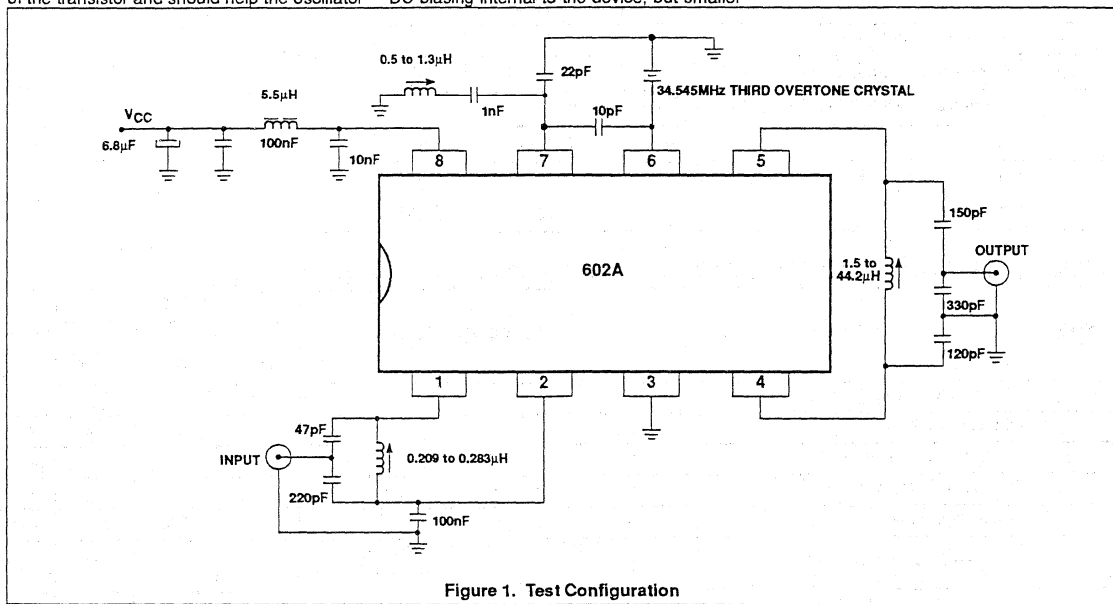 of the transistor and should help the oscillator DC biasing internal to the device, but smaller
0.5 to 1.3μH
22pF
34.545MHz THIRD OVERTONE CRYSTAL
5.5μH
1nF
10pF
VCC
6.8μF
100nF
10nF
8
7
6
5
150pF
OUTPUT
602A
1.5 to
44.2μH
330pF
120pF
1
2
3
4
47pF
INPUT
0.209 to 0.283μH
220pF
100nF
Figure 1. Test Configuration